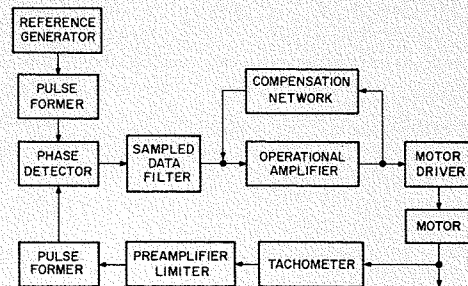 REFERENCE
GENERATOR
PULSE
FORMER
COMPENSATION
NETWORK
PHASE
DETECTOR
SAMPLED
DATA
FILTER
OPERATIONAL
AMPLIFIER
MOTOR
DRIVER
MOTOR
PULSE
FORMER
PREAMPLIFIER
LIMITER
TACHOMETER